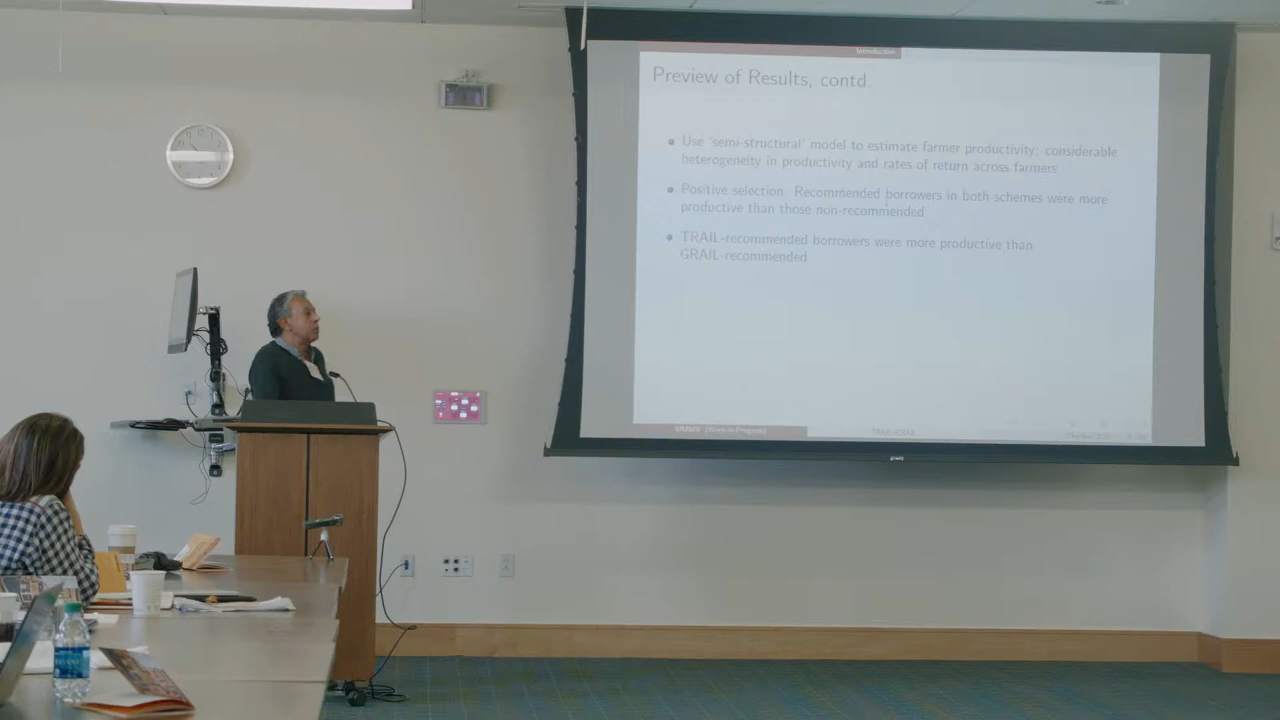 Introduction
Preview of Results, contd.
Use 'semi-structural' model to estimate farmer productivity; considerable
heterogeneity in productivity and rates of return across farmers
Positive selection: Recommended borrowers in both schemes were more
productive than those non-recommended
TRAIL-recommended borrowers were more productive than
GRAIL-recommended
(Work in Progress)